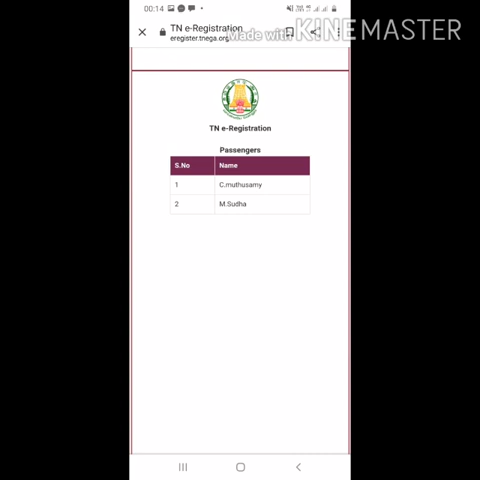 00:14
TN e-Registration
eregister.tnega.org
Made with KINEMASTER
TN e-Registration
Passengers
S.No Name
1 C.muthusamy
2 M.Sudha